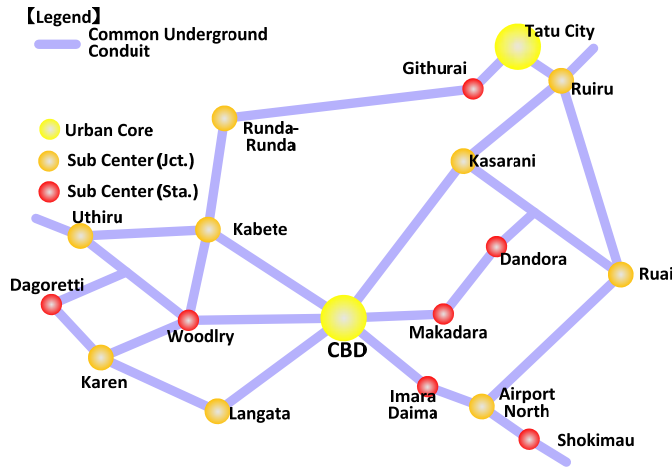 【Legend】
Common Underground
Conduit
Urban Core
Sub Center (Jct.)
Sub Center (Sta.)
Tatu City
Githurai
Ruiru
Runda-
Runda
Kasarani
Uthiru
Kabete
Dandora
Ruai
Dagoretti
Woodlry
Makadara
CBD
Karen
Imara
Daima
Airport
North
Langata
Shokimau